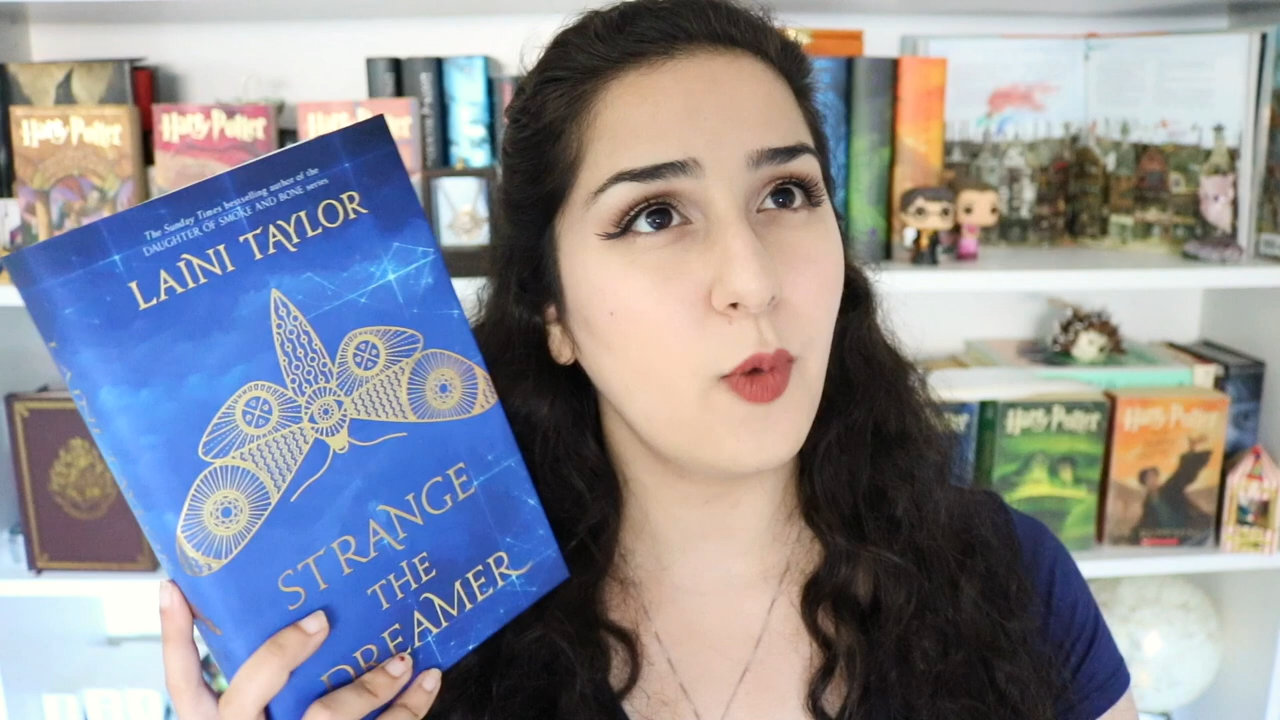 The Sunday Times bestselling author of the
DAUGHTER OF SMOKE AND BONE series
LAINI TAYLOR
STRANGE
THE
DREAMER
Harry Potter
Harry Potter
Harry Potter
Harry Potter
Harry Potter